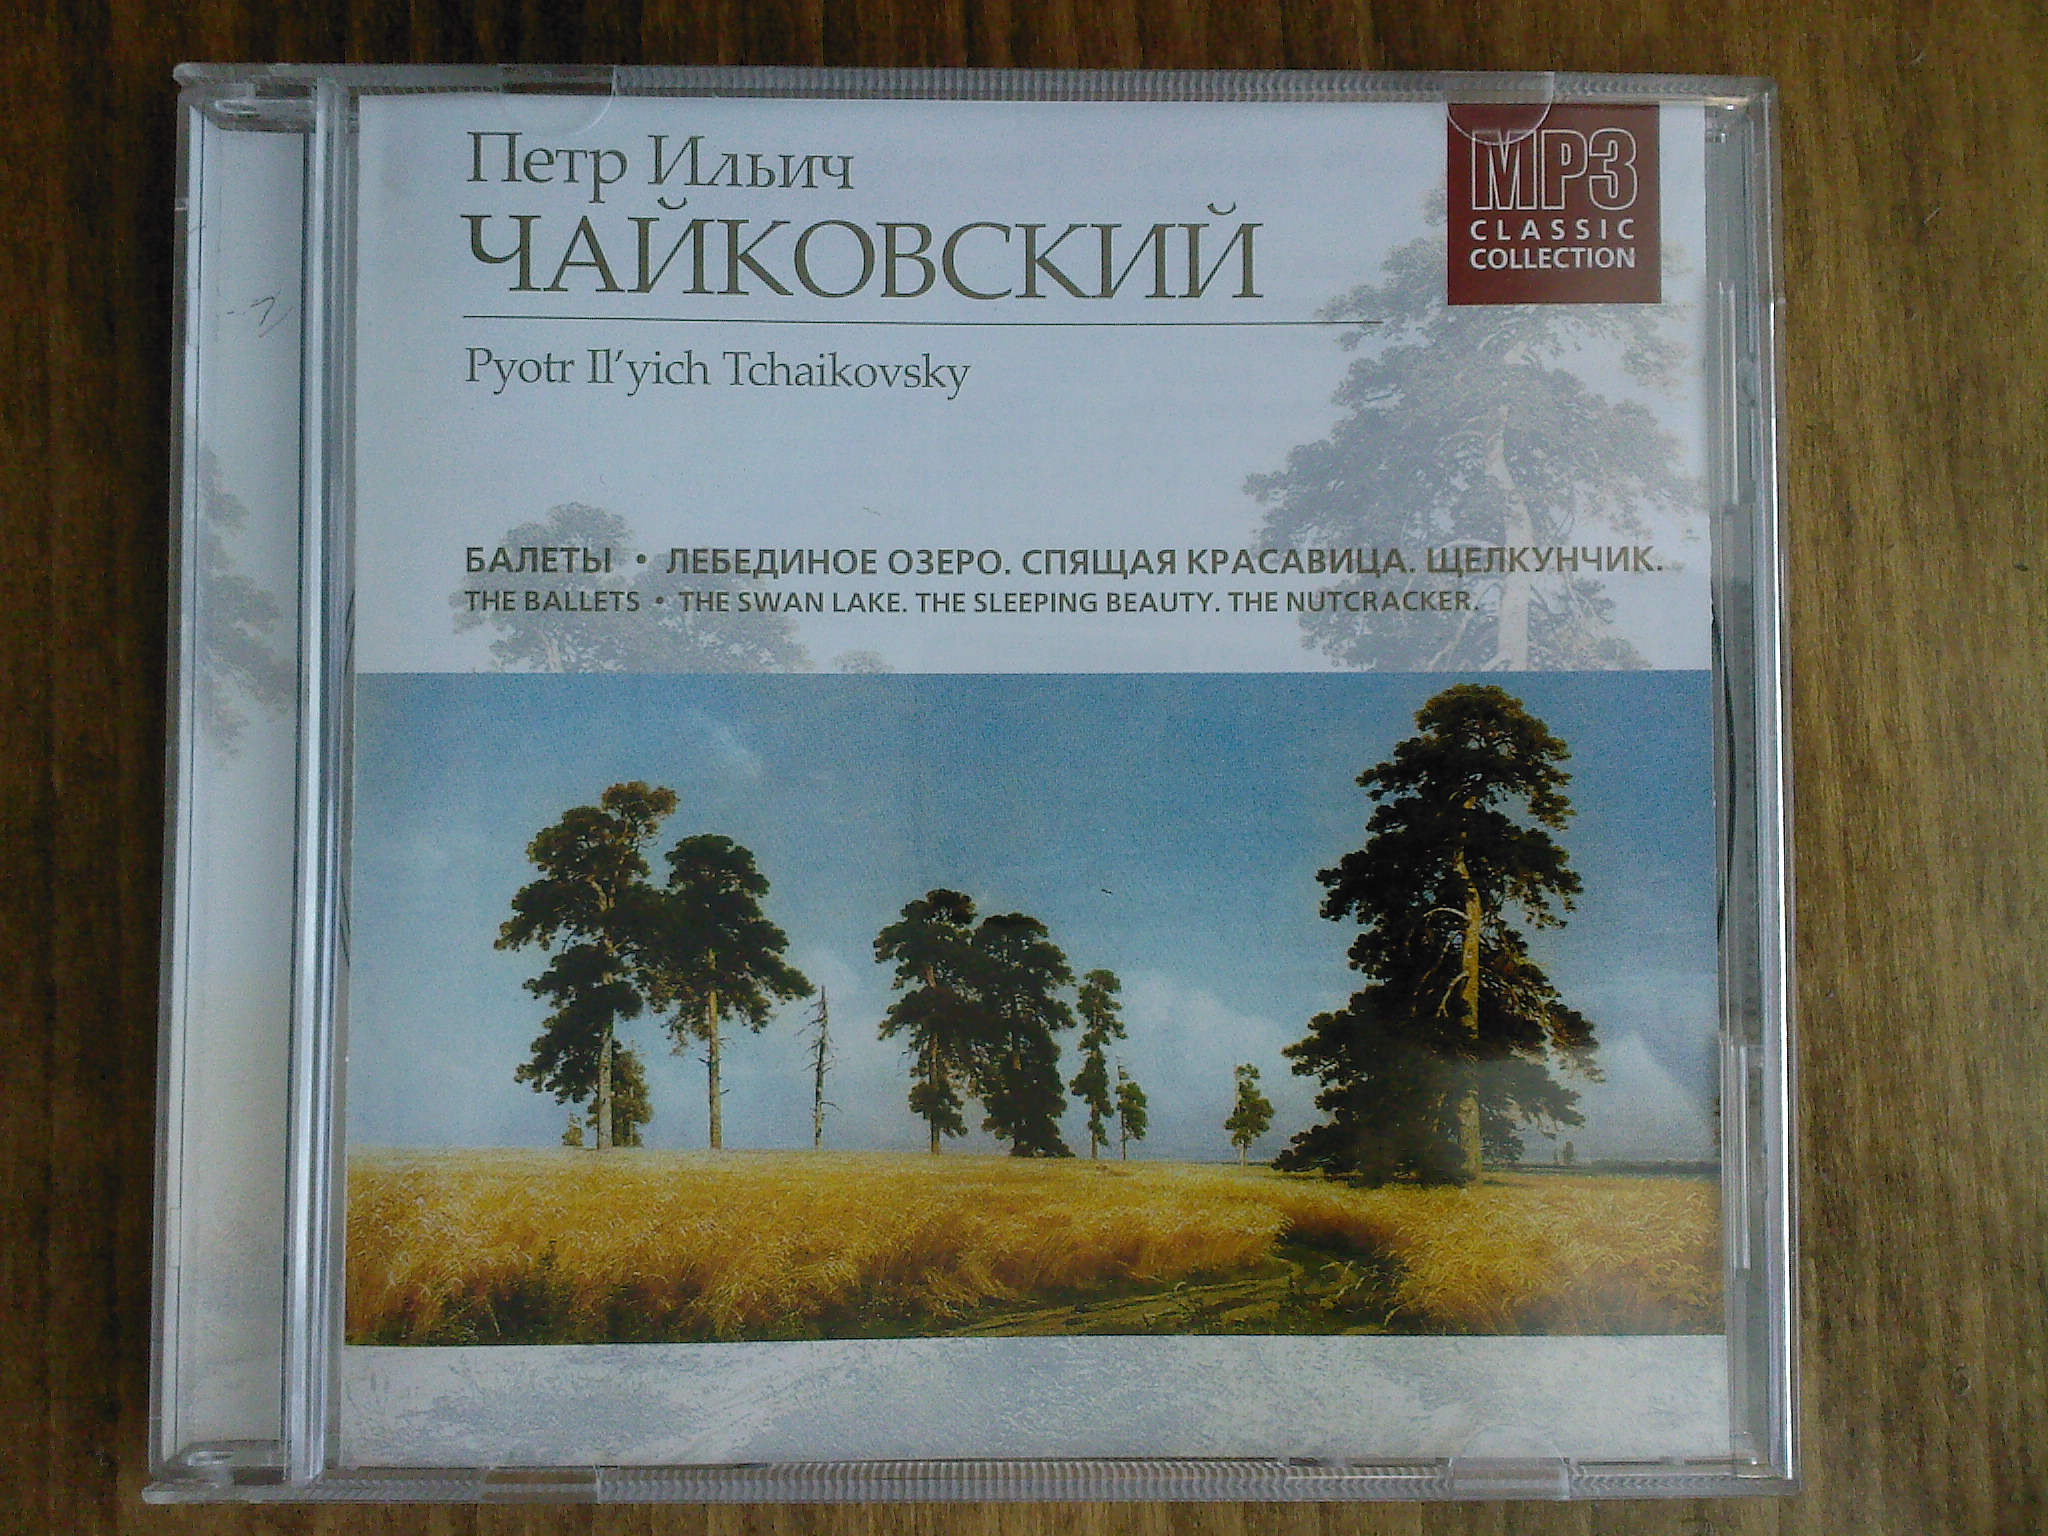 Петр Ильич
ЧАЙКОВСКИЙ
Pyotr Il'yich Tchaikovsky
MP3
CLASSIC
COLLECTION
БАЛЕТЫ • ЛЕБЕДИНОЕ ОЗЕРО. СПЯЩАЯ КРАСАВИЦА. ЩЕЛКУНЧИК.
THE BALLETS • THE SWAN LAKE. THE SLEEPING BEAUTY. THE NUTCRACKER.